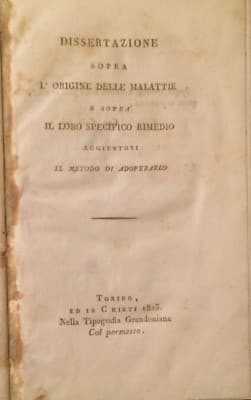 DISSERTAZIONE
SOPRA
L' ORIGINE DELLE MALATTIE
E SOPRA
IL LORO SPECIFICO RIMEDIO
AGGIUNTOVI
IL METODO DI ADOPERARLO
TORINO,
ED IN CHIETI
Nella Tipografia Grandoniana
Col permesso.